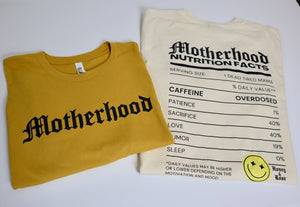 Motherhood
Motherhood
NUTRITION FACTS
SERVING SIZE: 1 DEAD TIRED MAMA
% DAILY VALUE**
CAFFEINE OVERDOSED
PATIENCE 1%
SACRIFICE 40%
LOVE 40%
HUMOR 19%
SLEEP 0%
*DAILY VALUES MAY BE HIGHER
OR LOWER DEPENDING ON THE
MOTIVATION AND MOOD